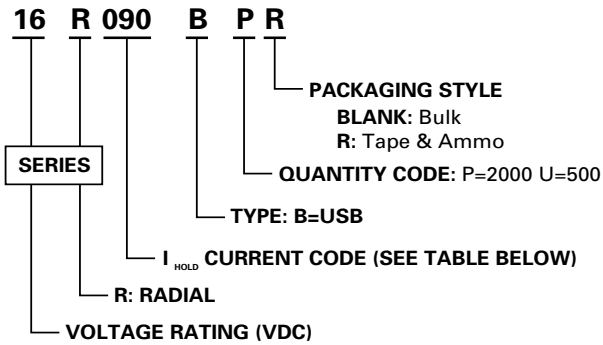 16 R 090 B P R
PACKAGING STYLE
BLANK: Bulk
R: Tape & Ammo
SERIES
QUANTITY CODE: P=2000 U=500
TYPE: B=USB
I HOLD CURRENT CODE (SEE TABLE BELOW)
R: RADIAL
VOLTAGE RATING (VDC)